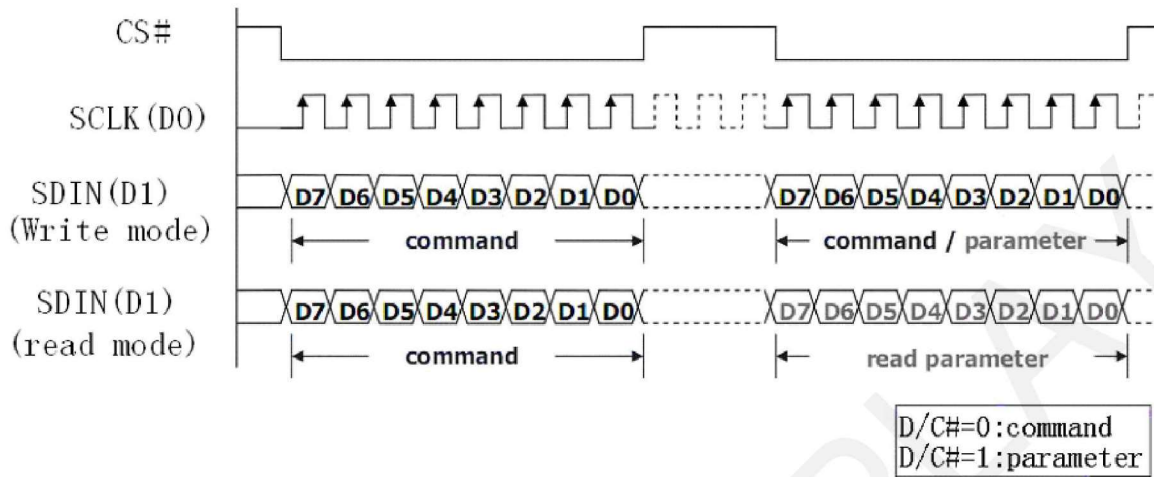 CS#
SCLK(D0)
SDIN(D1)
(Write mode)
D7 D6 D5 D4 D3 D2 D1 D0 D7 D6 D5 D4 D3 D2 D1 D0
command command / parameter
SDIN(D1)
(read mode)
D7 D6 D5 D4 D3 D2 D1 D0 D7 D6 D5 D4 D3 D2 D1 D0
command read parameter
D/C#=0:command
D/C#=1:parameter